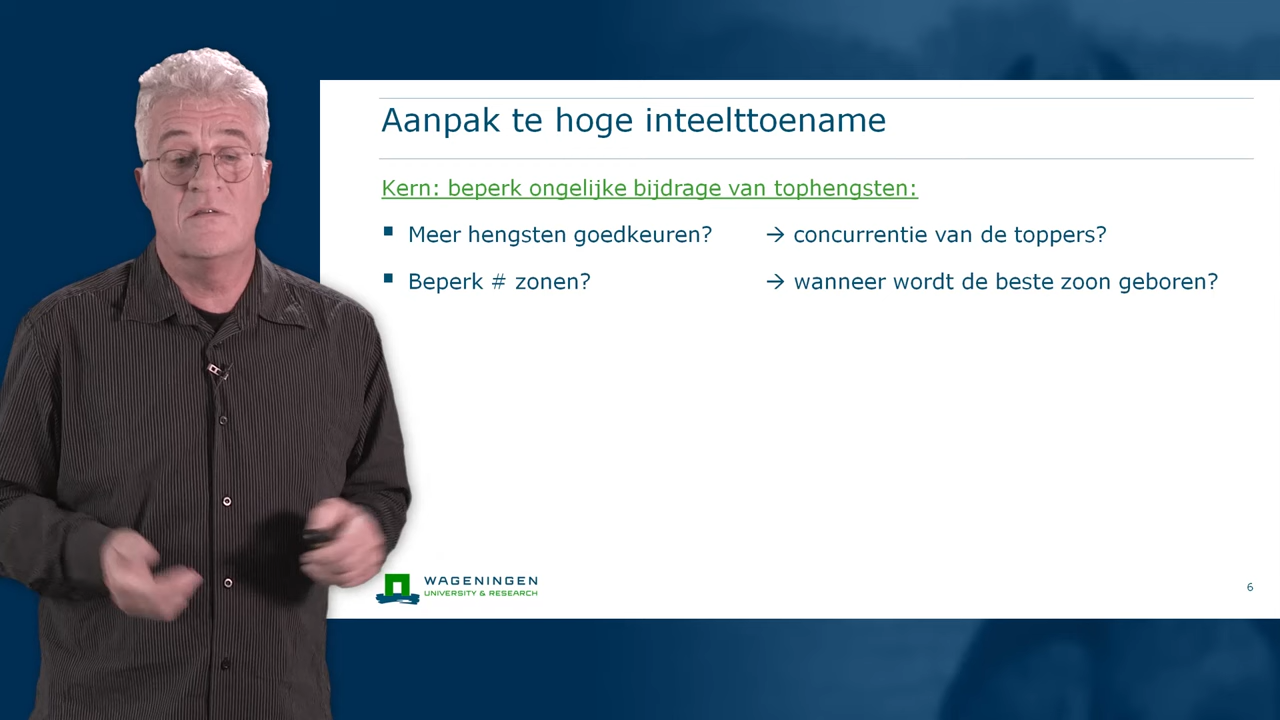 Aanpak te hoge inteelttoename
Kern: beperk ongelijke bijdrage van tophengsten:
▪ Meer hengsten goedkeuren? → concurrentie van de toppers?
▪ Beperk # zonen? → wanneer wordt de beste zoon geboren?
WAGENINGEN
UNIVERSITY & RESEARCH
6